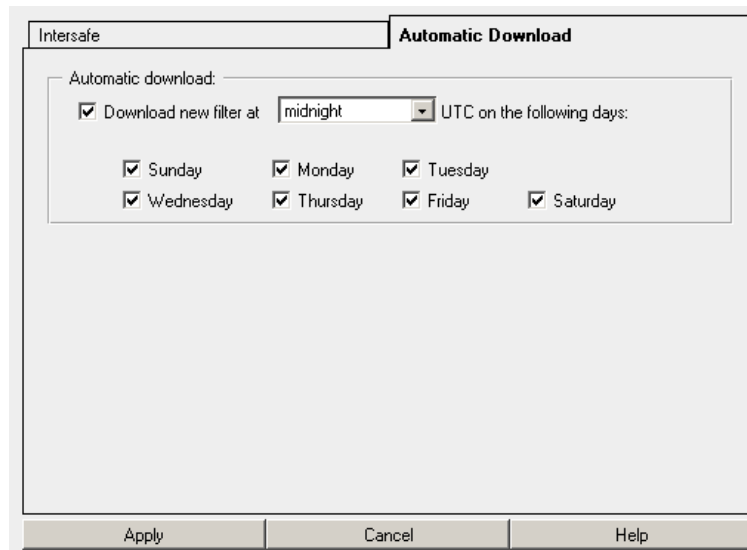 Intersafe Automatic Download
Automatic download:
Download new filter at midnight UTC on the following days:
Sunday Monday Tuesday
Wednesday Thursday Friday Saturday
Apply Cancel Help